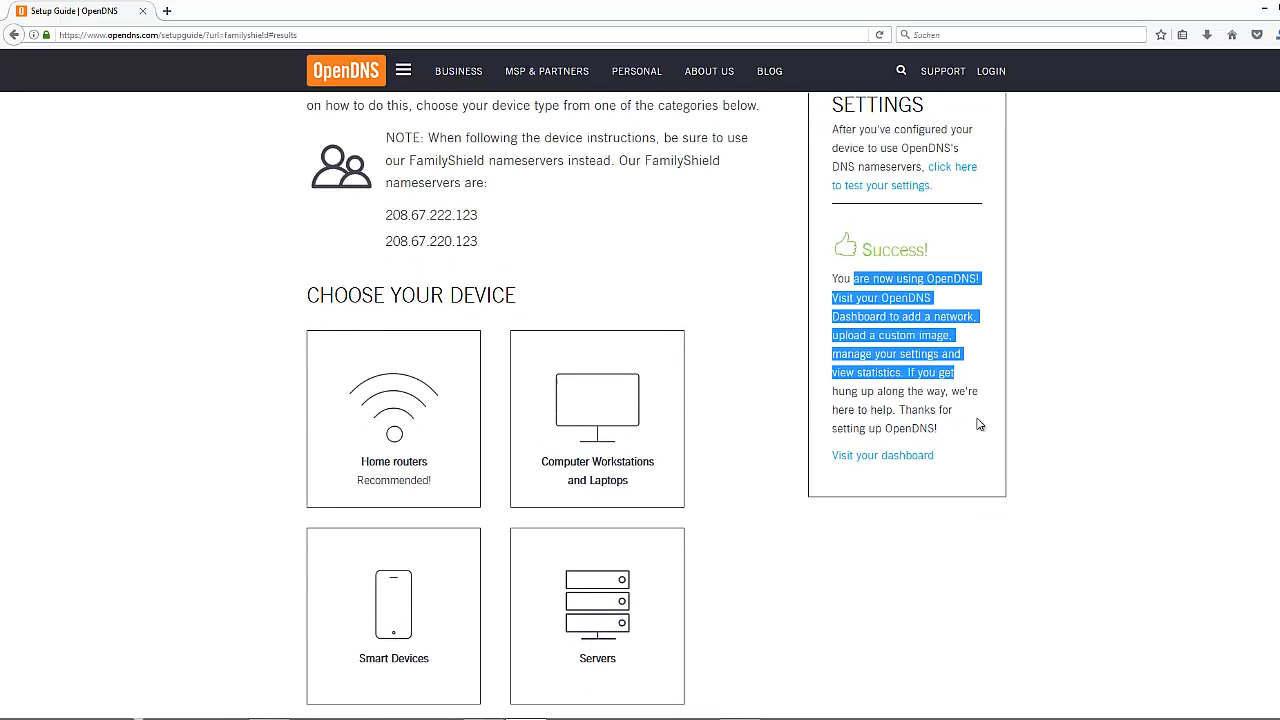 Setup Guide | OpenDNS
https://www.opendns.com/setupguide/?url=familyshield#results
Suchen
OpenDNS
BUSINESS
MSP & PARTNERS
PERSONAL
ABOUT US
BLOG
SUPPORT
LOGIN
on how to do this, choose your device type from one of the categories below.
NOTE: When following the device instructions, be sure to use
our FamilyShield nameservers instead. Our FamilyShield
nameservers are:
208.67.222.123
208.67.220.123
CHOOSE YOUR DEVICE
Home routers
Recommended!
Computer Workstations
and Laptops
Smart Devices
Servers
SETTINGS
After you've configured your
device to use OpenDNS's
DNS nameservers, click here
to test your settings.
Success!
You are now using OpenDNS!
Visit your OpenDNS
Dashboard to add a network,
upload a custom image,
manage your settings and
view statistics. If you get
hung up along the way, we're
here to help. Thanks for
setting up OpenDNS!
Visit your dashboard